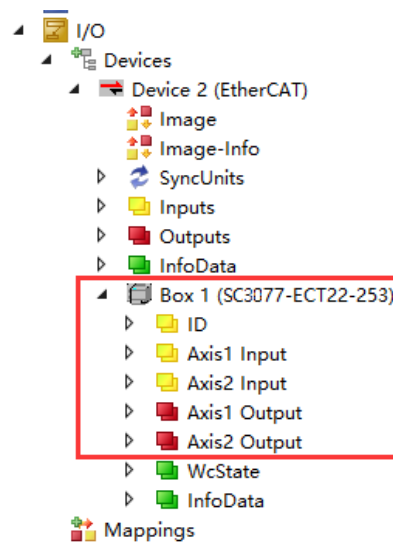 I/O
Devices
Device 2 (EtherCAT)
Image
Image-Info
SyncUnits
Inputs
Outputs
InfoData
Box 1 (SC3077-ECT22-253)
ID
Axis1 Input
Axis2 Input
Axis1 Output
Axis2 Output
WcState
InfoData
Mappings